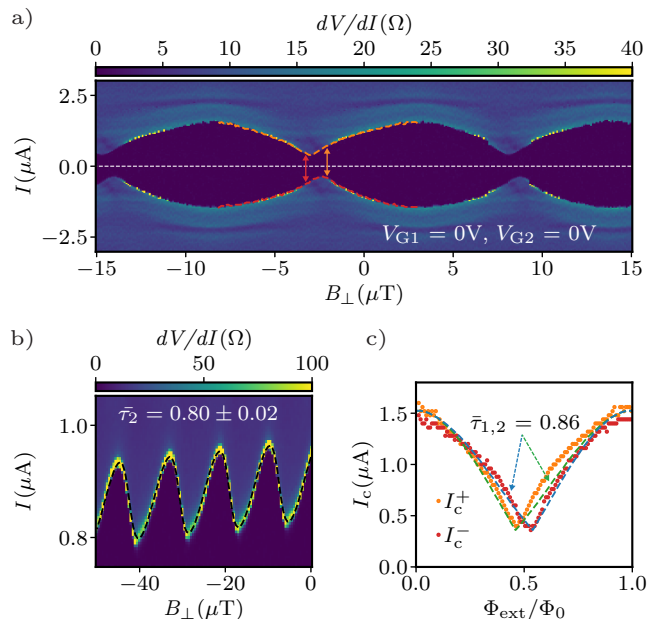 a)
dV/dI(Ω)
0 5 10 15 20 25 30 35 40
2.5
0.0
−2.5
I(μA)
V_G1 = 0V, V_G2 = 0V
−15 −10 −5 0 5 10 15
B_⊥(μT)
b)
dV/dI(Ω)
0 50 100
τ̄_2 = 0.80 ± 0.02
1.0
0.8
I(μA)
−40 −20 0
B_⊥(μT)
c)
1.5
1.0
0.5
0.0
I_c(μA)
τ̄_1,2 = 0.86
I_c^+
I_c^−
0.0 0.5 1.0
Φ_ext/Φ_0